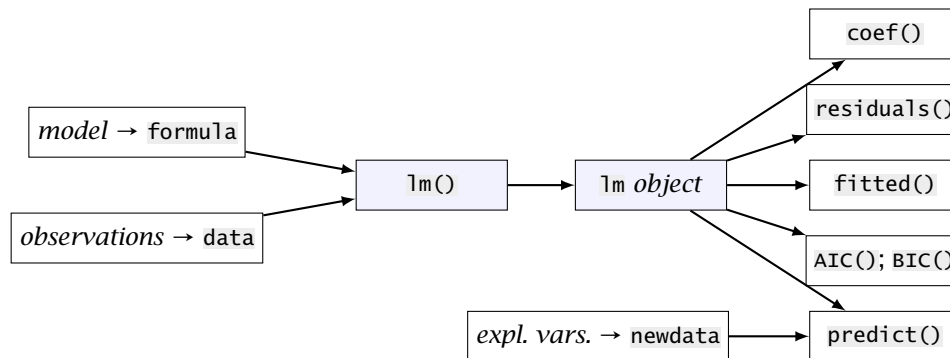 coef()
residuals()
model → formula
lm()
lm object
fitted()
observations → data
AIC(); BIC()
expl. vars. → newdata
predict()